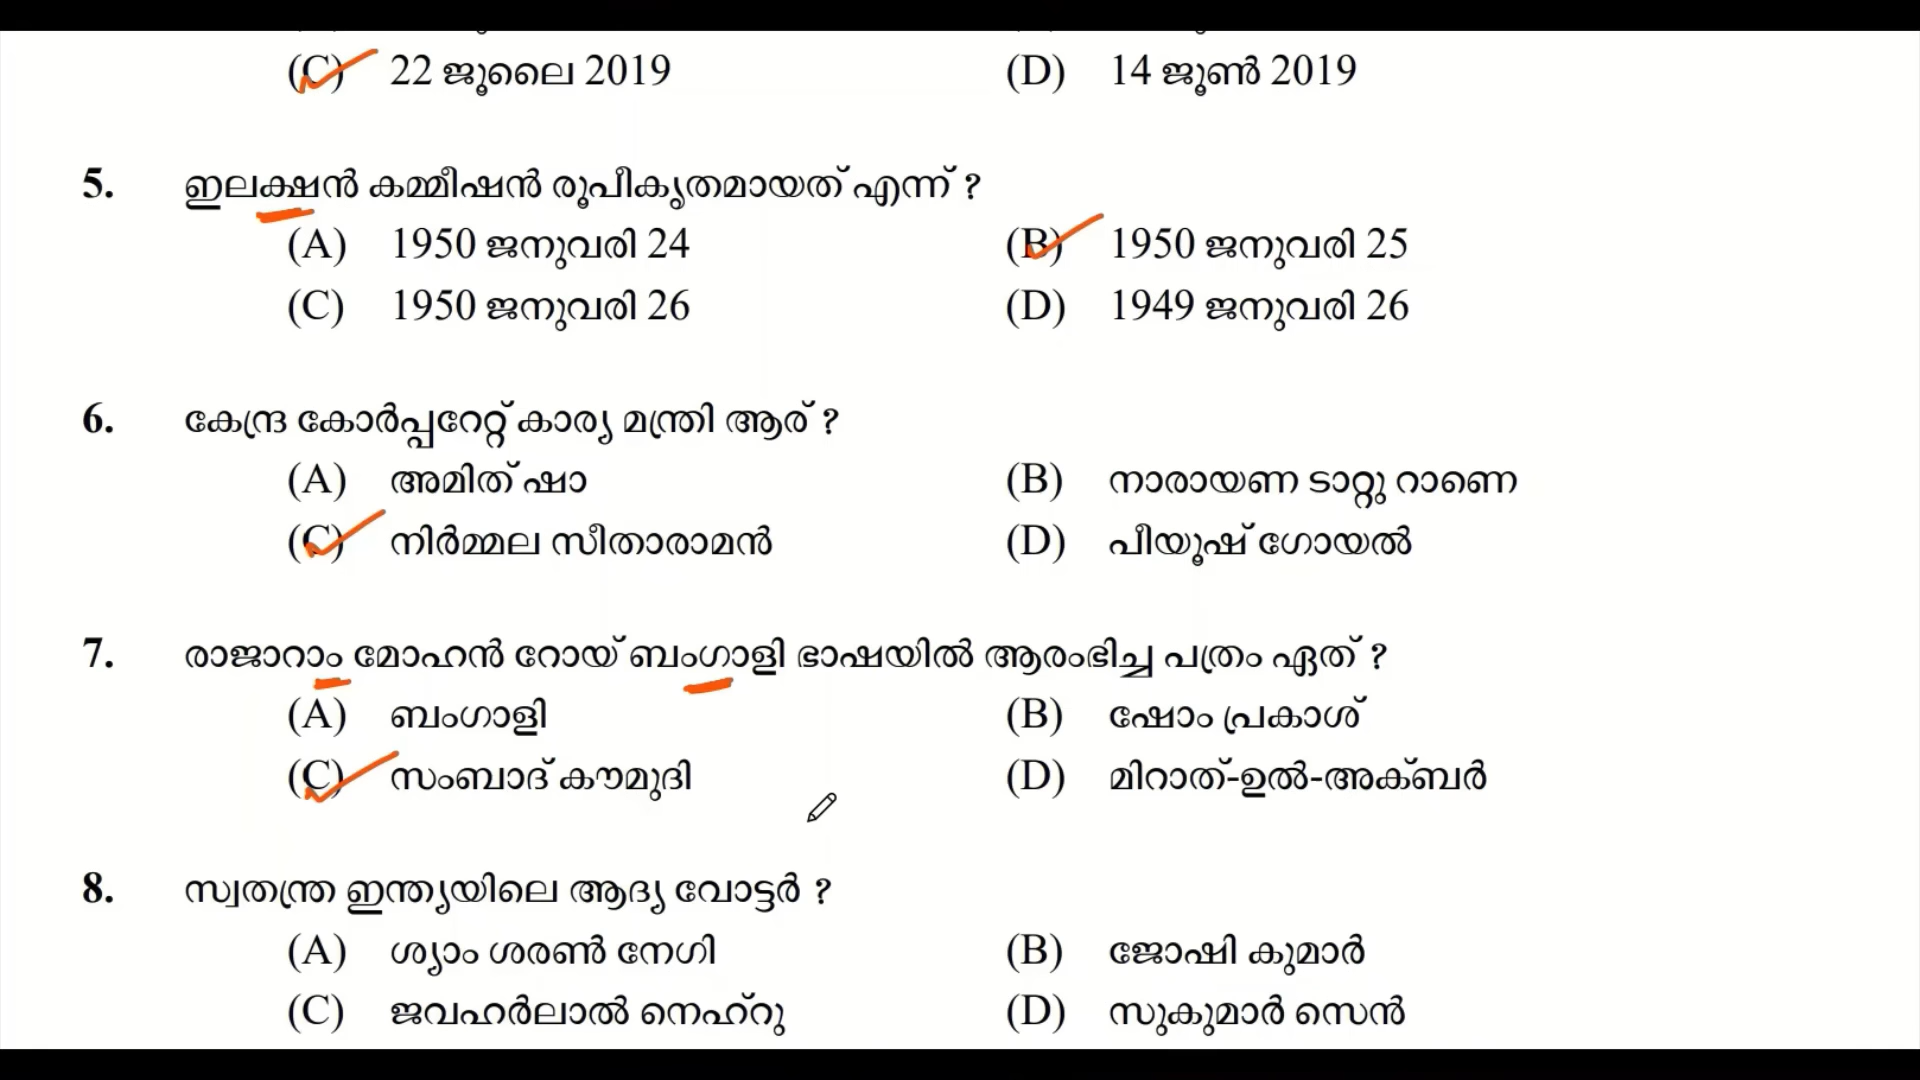 (C) 22 ജൂലൈ 2019 (D) 14 ജൂൺ 2019
5. ഇലക്ഷൻ കമ്മീഷൻ രൂപീകൃതമായത് എന്ന് ?
(A) 1950 ജനുവരി 24 (B) 1950 ജനുവരി 25
(C) 1950 ജനുവരി 26 (D) 1949 ജനുവരി 26
6. കേന്ദ്ര കോർപ്പറേറ്റ് കാര്യ മന്ത്രി ആര് ?
(A) അമിത് ഷാ (B) നാരായണ ടാറ്റു റാണെ
(C) നിർമ്മല സീതാരാമൻ (D) പീയൂഷ് ഗോയൽ
7. രാജാറാം മോഹൻ റോയ് ബംഗാളി ഭാഷയിൽ ആരംഭിച്ച പത്രം ഏത് ?
(A) ബംഗാളി (B) ഷോം പ്രകാശ്
(C) സംബാദ് കൗമുദി (D) മിറാത്-ഉൽ-അക്ബർ
8. സ്വതന്ത്ര ഇന്ത്യയിലെ ആദ്യ വോട്ടർ ?
(A) ശ്യാം ശരൺ നേഗി (B) ജോഷി കുമാർ
(C) ജവഹർലാൽ നെഹ്റു (D) സുകുമാർ സെൻ